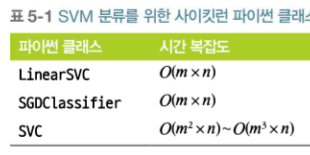 표 5-1 SVM 분류를 위한 사이킷런 파이썬 클래스
파이썬 클래스 시간 복잡도
LinearSVC O(m×n)
SGDClassifier O(m×n)
SVC O(m²×n)~O(m³×n)